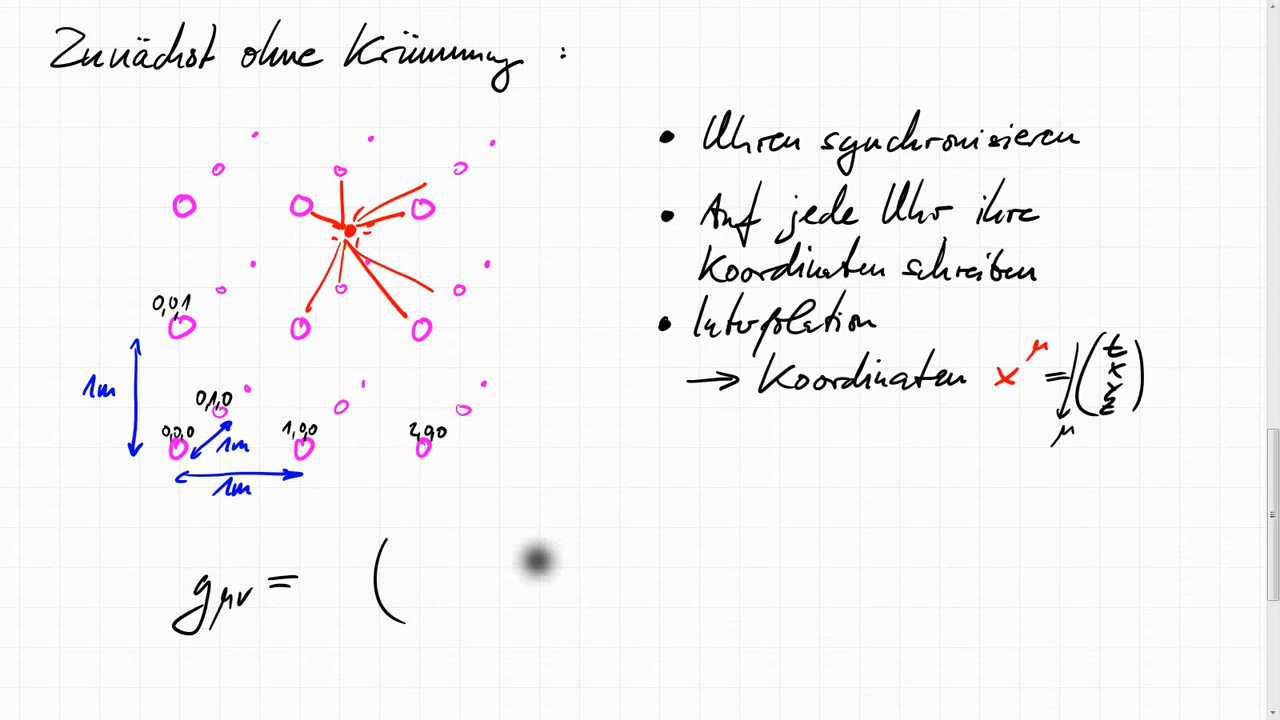 Zunächst ohne Krümmung :
• Uhren synchronisieren
• Auf jede Uhr ihre
Koordinaten schreiben
• Interpolation
→ Koordinaten x^μ = (t x y z)
μ
0,0,1
1m
0,1,0
0,0,0
1m
1,0,0
2,0,0
1m
g_μν = (